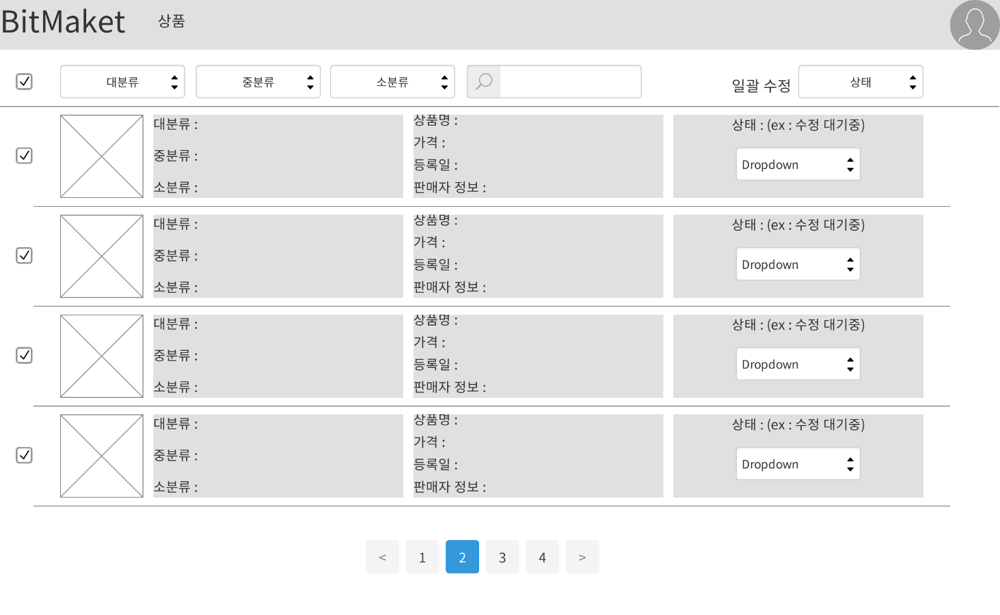 BitMaket 상품
대분류 중분류 소분류 일괄 수정 상태
대분류 :
중분류 :
소분류 :
상품명 :
가격 :
등록일 :
판매자 정보 :
상태 : (ex : 수정 대기중)
Dropdown
대분류 :
중분류 :
소분류 :
상품명 :
가격 :
등록일 :
판매자 정보 :
상태 : (ex : 수정 대기중)
Dropdown
대분류 :
중분류 :
소분류 :
상품명 :
가격 :
등록일 :
판매자 정보 :
상태 : (ex : 수정 대기중)
Dropdown
대분류 :
중분류 :
소분류 :
상품명 :
가격 :
등록일 :
판매자 정보 :
상태 : (ex : 수정 대기중)
Dropdown
< 1 2 3 4 >